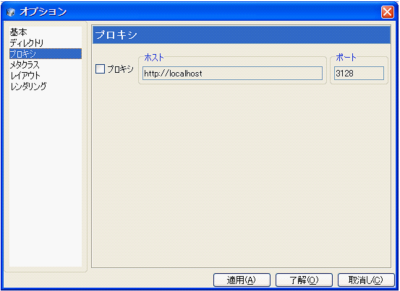 オプション
基本
ディレクトリ
プロキシ
メタクラス
レイアウト
レンダリング
プロキシ
プロキシ
ホスト
http://localhost
ポート
3128
適用(A)
了解(O)
取消し(C)